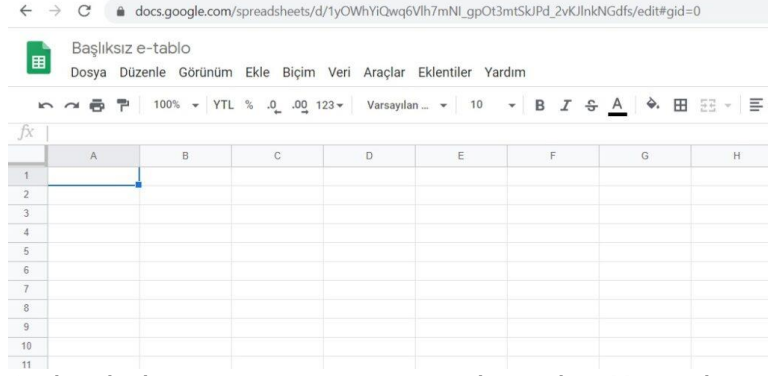 docs.google.com/spreadsheets/d/1yOWhYiQwq6Vlh7mNI_gpOt3mtSkJPd_2vKJlnkNGdfs/edit#gid=0
Başlıksız e-tablo
Dosya Düzenle Görünüm Ekle Biçim Veri Araçlar Eklentiler Yardım
100% YTL % .0 .00 123 Varsayılan ... 10 B I S A
fx
A B C D E F G H
1
2
3
4
5
6
7
8
9
10
11